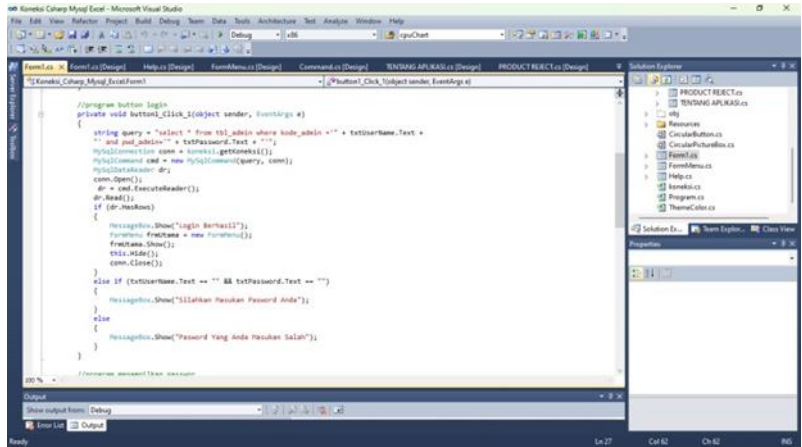 Koneksi Csharp Mysql Excel - Microsoft Visual Studio
File Edit View Refactor Project Build Debug Team Data Tools Architecture Test Analyze Window Help
Debug x86 cpuChart
Form1.cs Form1.cs [Design] Help.cs [Design] FormMenu.cs [Design] Command.cs [Design] TENTANG APLIKASI.cs [Design] PRODUCT REJECT.cs [Design]
Koneksi_Csharp_Mysql_Excel.Form1 button1_Click_1(object sender, EventArgs e)
//program button login
private void button1_Click_1(object sender, EventArgs e)
{
string query = "select * from tbl_admin where kode_admin ='" + txtUserName.Text +
"' and pwd_admin='" + txtPassword.Text + "'";
MySqlConnection conn = koneksi.getKoneksi();
MySqlCommand cmd = new MySqlCommand(query, conn);
MySqlDataReader dr;
conn.Open();
dr = cmd.ExecuteReader();
dr.Read();
if (dr.HasRows)
{
MessageBox.Show("Login Berhasil");
FormMenu frmUtama = new FormMenu();
frmUtama.Show();
this.Hide();
conn.Close();
}
else if (txtUserName.Text == "" && txtPassword.Text == "")
{
MessageBox.Show("Silahkan Masukan Pasword Anda");
}
else
{
MessageBox.Show("Pasword Yang Anda Masukan Salah");
}
}
100 %
Output
Show output from: Debug
Error List Output
Ready Ln 27 Col 62 Ch 62 INS
Server Explorer
Toolbox
Solution Explorer
PRODUCT REJECT.cs
TENTANG APLIKASI.cs
obj
Resources
CircularButton.cs
CircularPictureBox.cs
Form1.cs
FormMenu.cs
Help.cs
koneksi.cs
Program.cs
ThemeColor.cs
Solution Ex... Team Explor... Class View
Properties